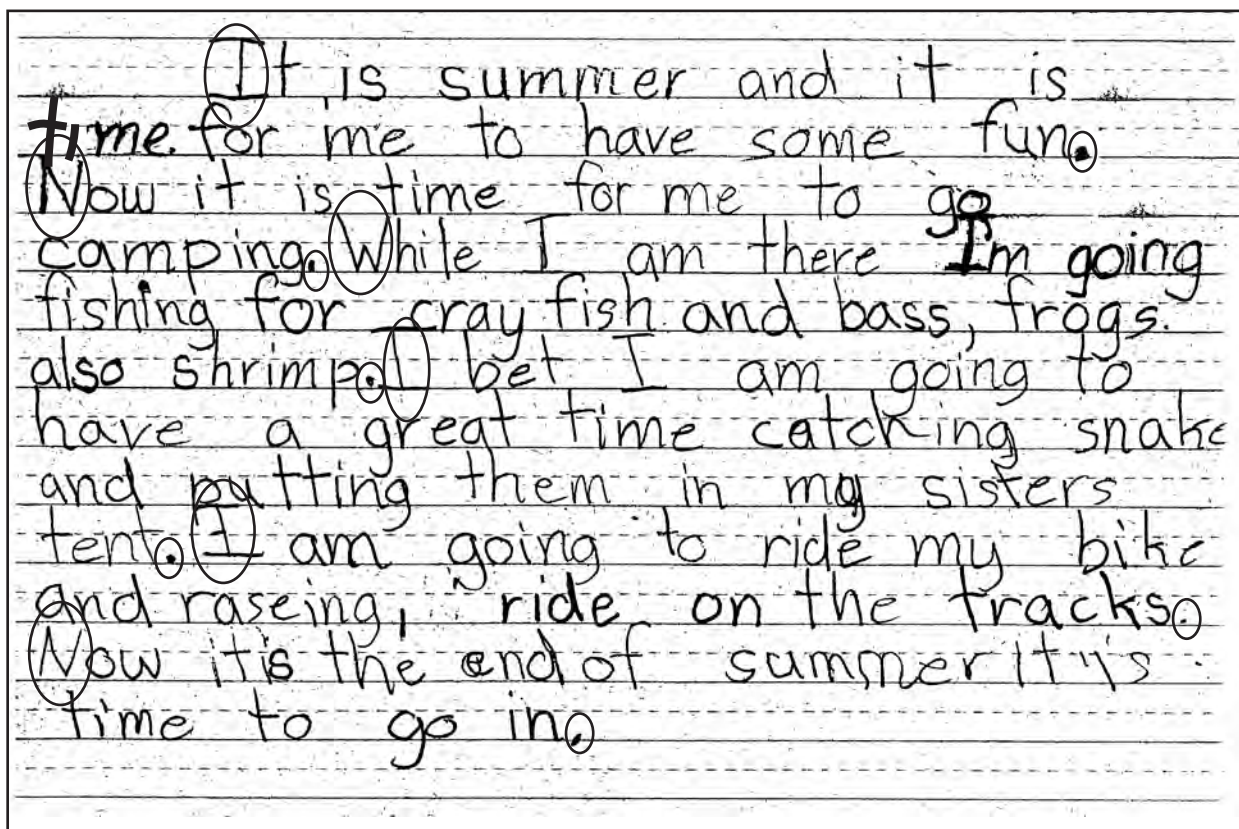 It is summer and it is
time for me to have some fun.
Now it is time for me to go
camping. While I am there Im going
fishing for cray fish and bass, frogs.
also shrimp. I bet I am going to
have a great time catching snake
and putting them in my sisters
tent. I am going to ride my bike
and raseing, ride on the tracks.
Now it is the end of summer It is
time to go in.